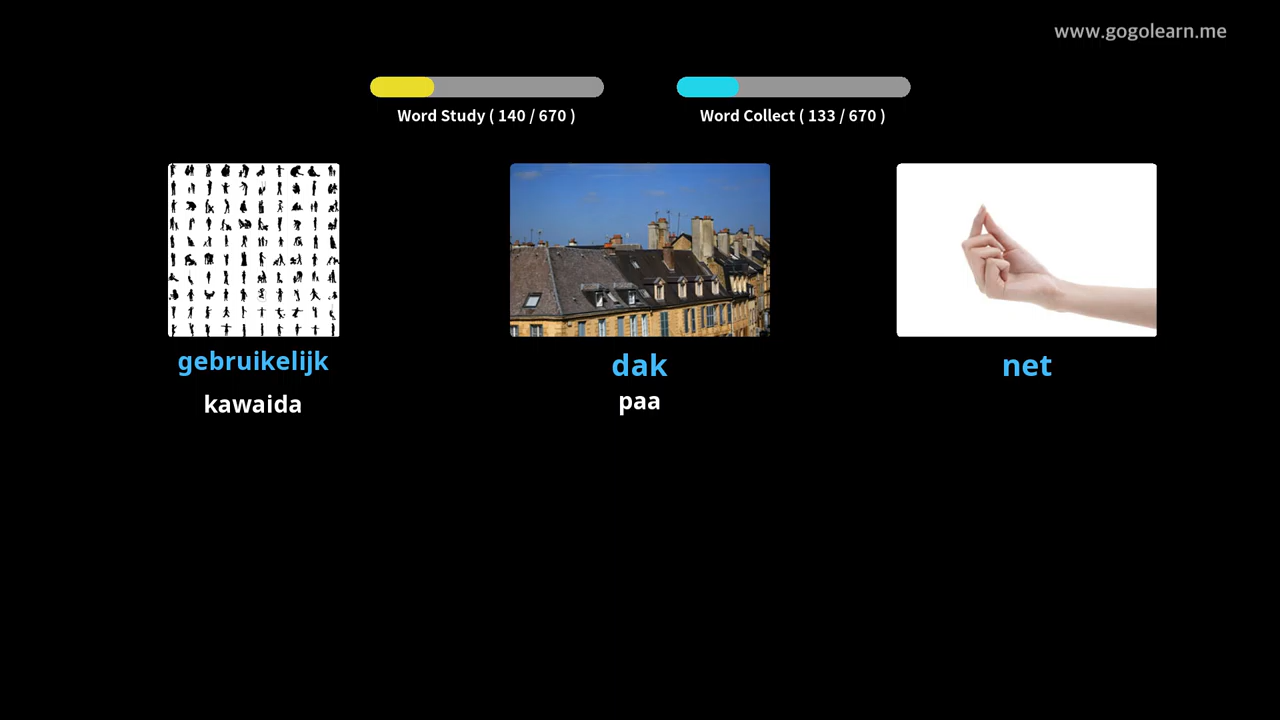 www.gogolearn.me
Word Study ( 140 / 670 )
Word Collect ( 133 / 670 )
gebruikelijk
kawaida
dak
paa
net